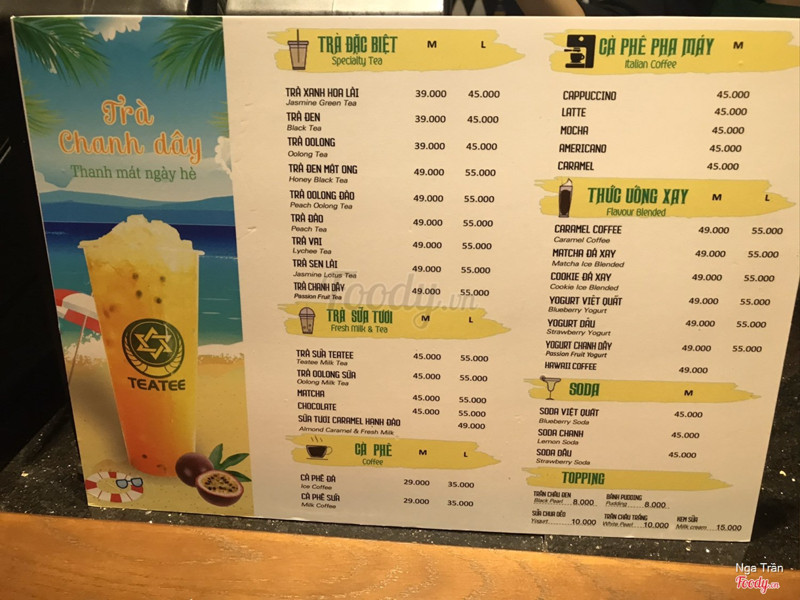 Trà
Chanh dây
Thanh mát ngày hè
TEATEE
TRÀ ĐẶC BIỆT M L
Specialty Tea
TRÀ XANH HOA LÀI 39.000 45.000
Jasmine Green Tea
TRÀ ĐEN 39.000 45.000
Black Tea
TRÀ OOLONG 39.000 45.000
Oolong Tea
TRÀ ĐEN MẬT ONG 49.000 55.000
Honey Black Tea
TRÀ OOLONG ĐÀO 49.000 55.000
Peach Oolong Tea
TRÀ ĐÀO 49.000 55.000
Peach Tea
TRÀ VẢI 49.000 55.000
Lychee Tea
TRÀ SEN LÀI 49.000 55.000
Jasmine Lotus Tea
TRÀ CHANH DÂY 49.000 55.000
Passion Fruit Tea
TRÀ SỮA TƯƠI M L
Fresh Milk & Tea
TRÀ SỮA TEATEE 45.000 55.000
Teatee Milk Tea
TRÀ OOLONG SỮA 45.000 55.000
Oolong Milk Tea
MATCHA 45.000 55.000
CHOCOLATE 45.000 55.000
SỮA TƯƠI CARAMEL HẠNH ĐÀO 49.000
Almond Caramel & Fresh Milk
CÀ PHÊ M L
Coffee
CÀ PHÊ ĐÁ 29.000 35.000
Ice Coffee
CÀ PHÊ SỮA 29.000 35.000
Milk Coffee
CÀ PHÊ PHA MÁY M
Italian Coffee
CAPPUCCINO 45.000
LATTE 45.000
MOCHA 45.000
AMERICANO 45.000
CARAMEL 45.000
THỨC UỐNG XAY M L
Flavour Blended
CARAMEL COFFEE 49.000 55.000
Caramel Coffee
MATCHA ĐÁ XAY 49.000 55.000
Matcha Ice Blended
COOKIE ĐÁ XAY 49.000 55.000
Cookie Ice Blended
YOGURT VIỆT QUẤT 49.000 55.000
Blueberry Yogurt
YOGURT DÂU 49.000 55.000
Strawberry Yogurt
YOGURT CHANH DÂY 49.000 55.000
Passion Fruit Yogurt
HAWAII COFFEE 49.000
SODA M
SODA VIỆT QUẤT 45.000
Blueberry Soda
SODA CHANH 45.000
Lemon Soda
SODA DÂU 45.000
Strawberry Soda
TOPPING
TRÂN CHÂU ĐEN 8.000 BÁNH PUDDING 8.000
Black Pearl Pudding
SỮA CHUA DẺO 10.000 TRÂN CHÂU TRẮNG 10.000 KEM SỮA 15.000
Yogurt White Pearl Milk cream
Foody.vn
Nga Trần
Foody.vn